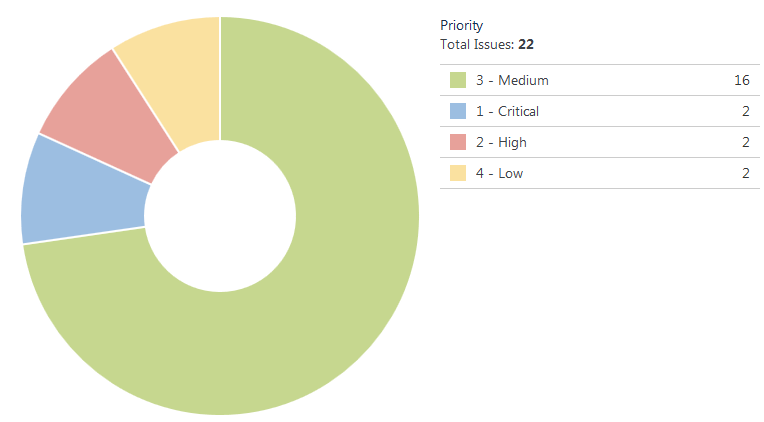 Priority
Total Issues: 22
3 - Medium 16
1 - Critical 2
2 - High 2
4 - Low 2